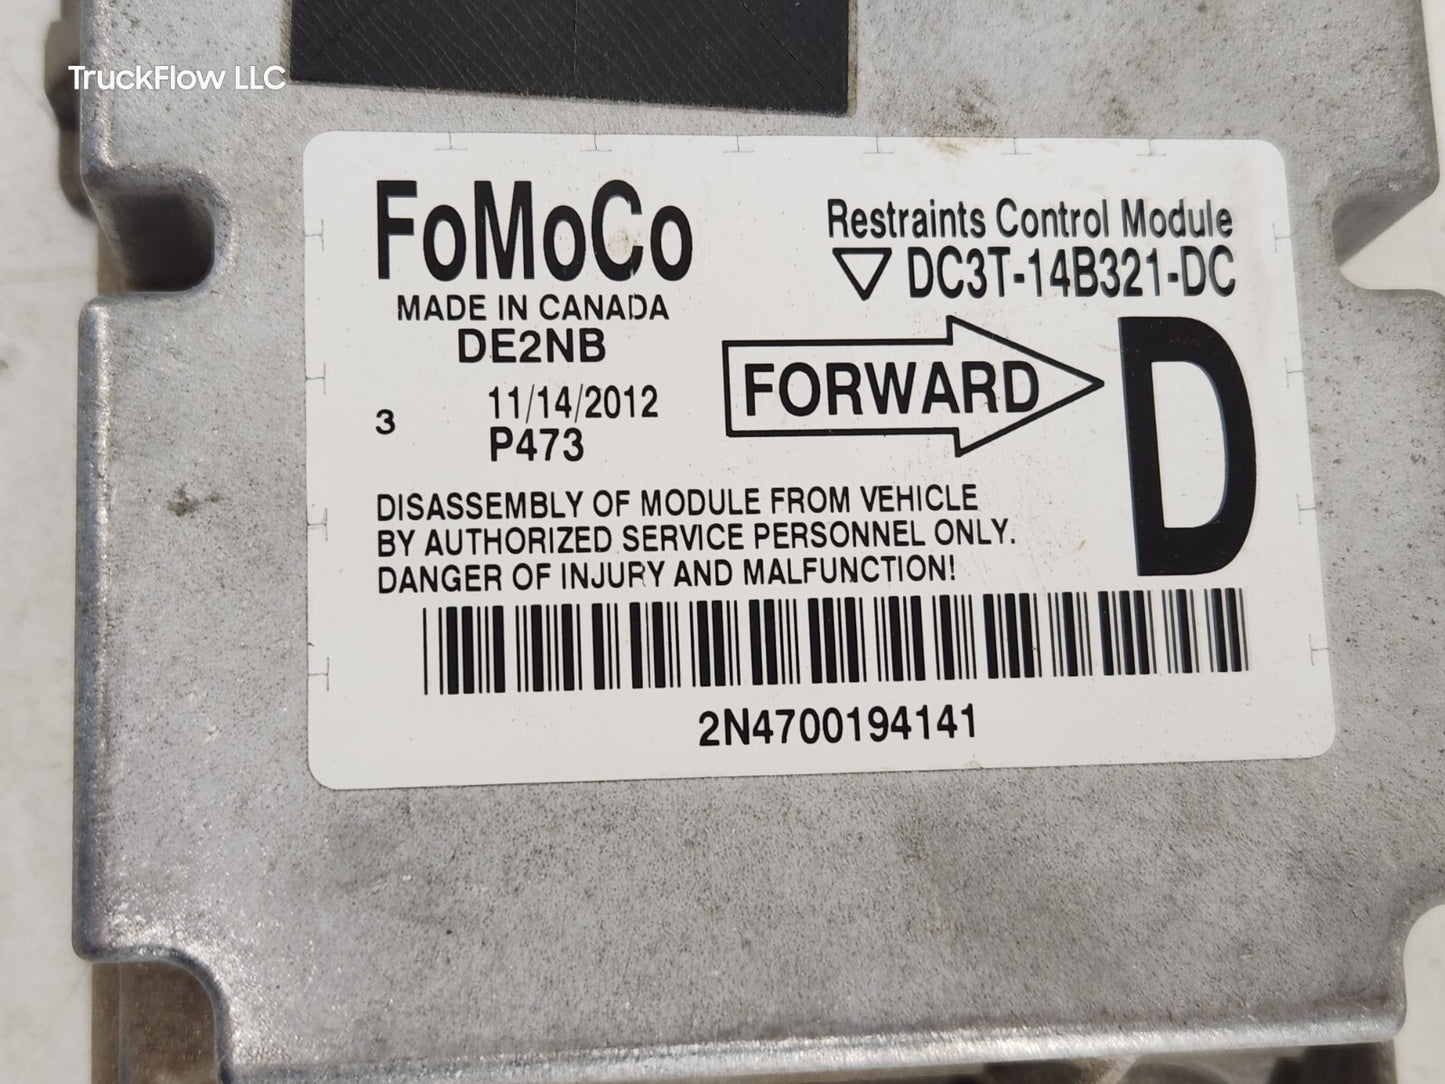 TruckFlow LLC
FoMoCo
MADE IN CANADA
DE2NB
3
11/14/2012
P473
Restraints Control Module
DC3T-14B321-DC
FORWARD
D
DISASSEMBLY OF MODULE FROM VEHICLE
BY AUTHORIZED SERVICE PERSONNEL ONLY.
DANGER OF INJURY AND MALFUNCTION!
2N4700194141